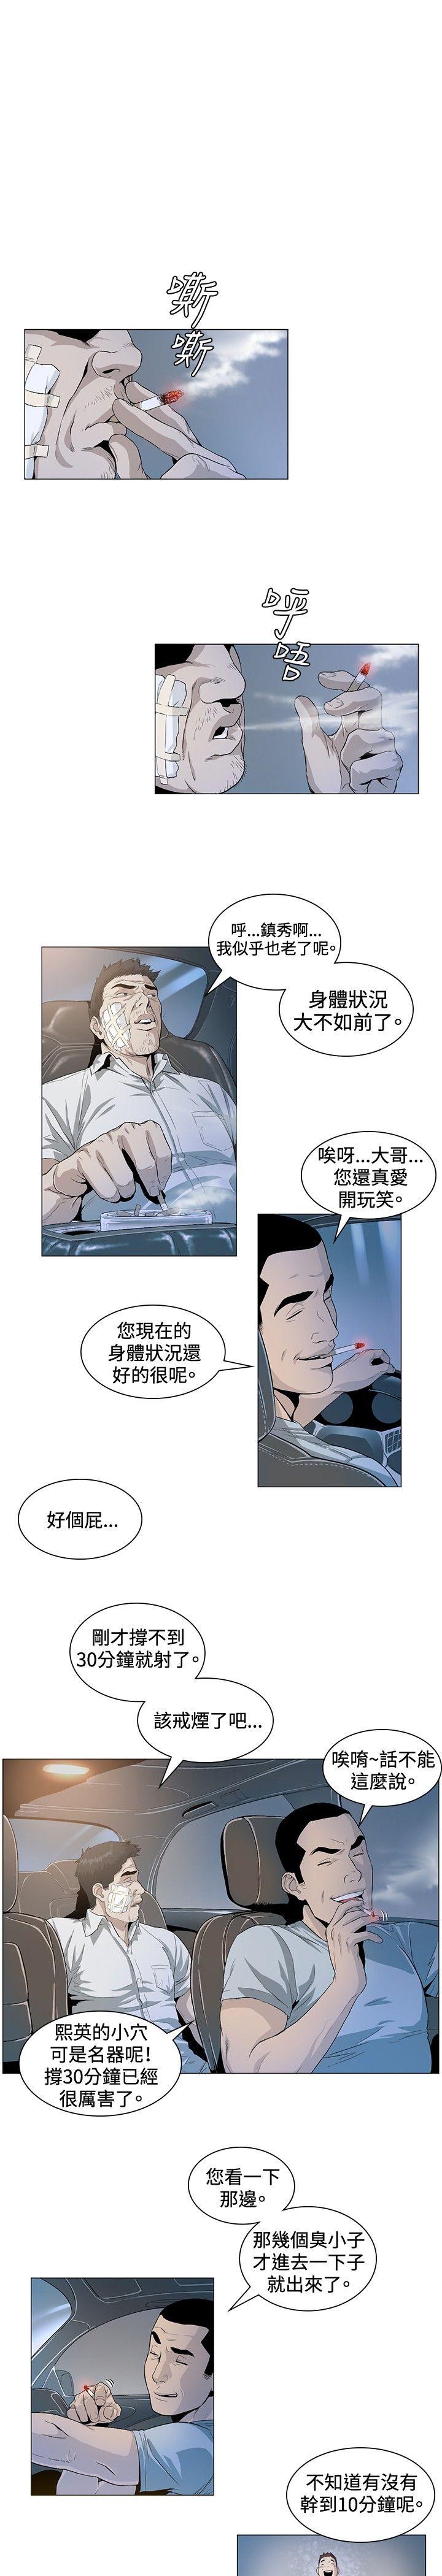 嘶
嘶
呼
唔
呼...鎮秀啊...
我似乎也老了呢。
身體狀況
大不如前了。
唉呀...大哥...
您還真愛
開玩笑。
您現在的
身體狀況還
好的很呢。
好個屁...
剛才撐不到
30分鐘就射了。
該戒煙了吧...
唉唷~話不能
這麼說。
熙英的小穴
可是名器呢!
撐30分鐘已經
很厲害了。
您看一下
那邊。
那幾個臭小子
才進去一下子
就出來了。
不知道有沒有
幹到10分鐘呢。